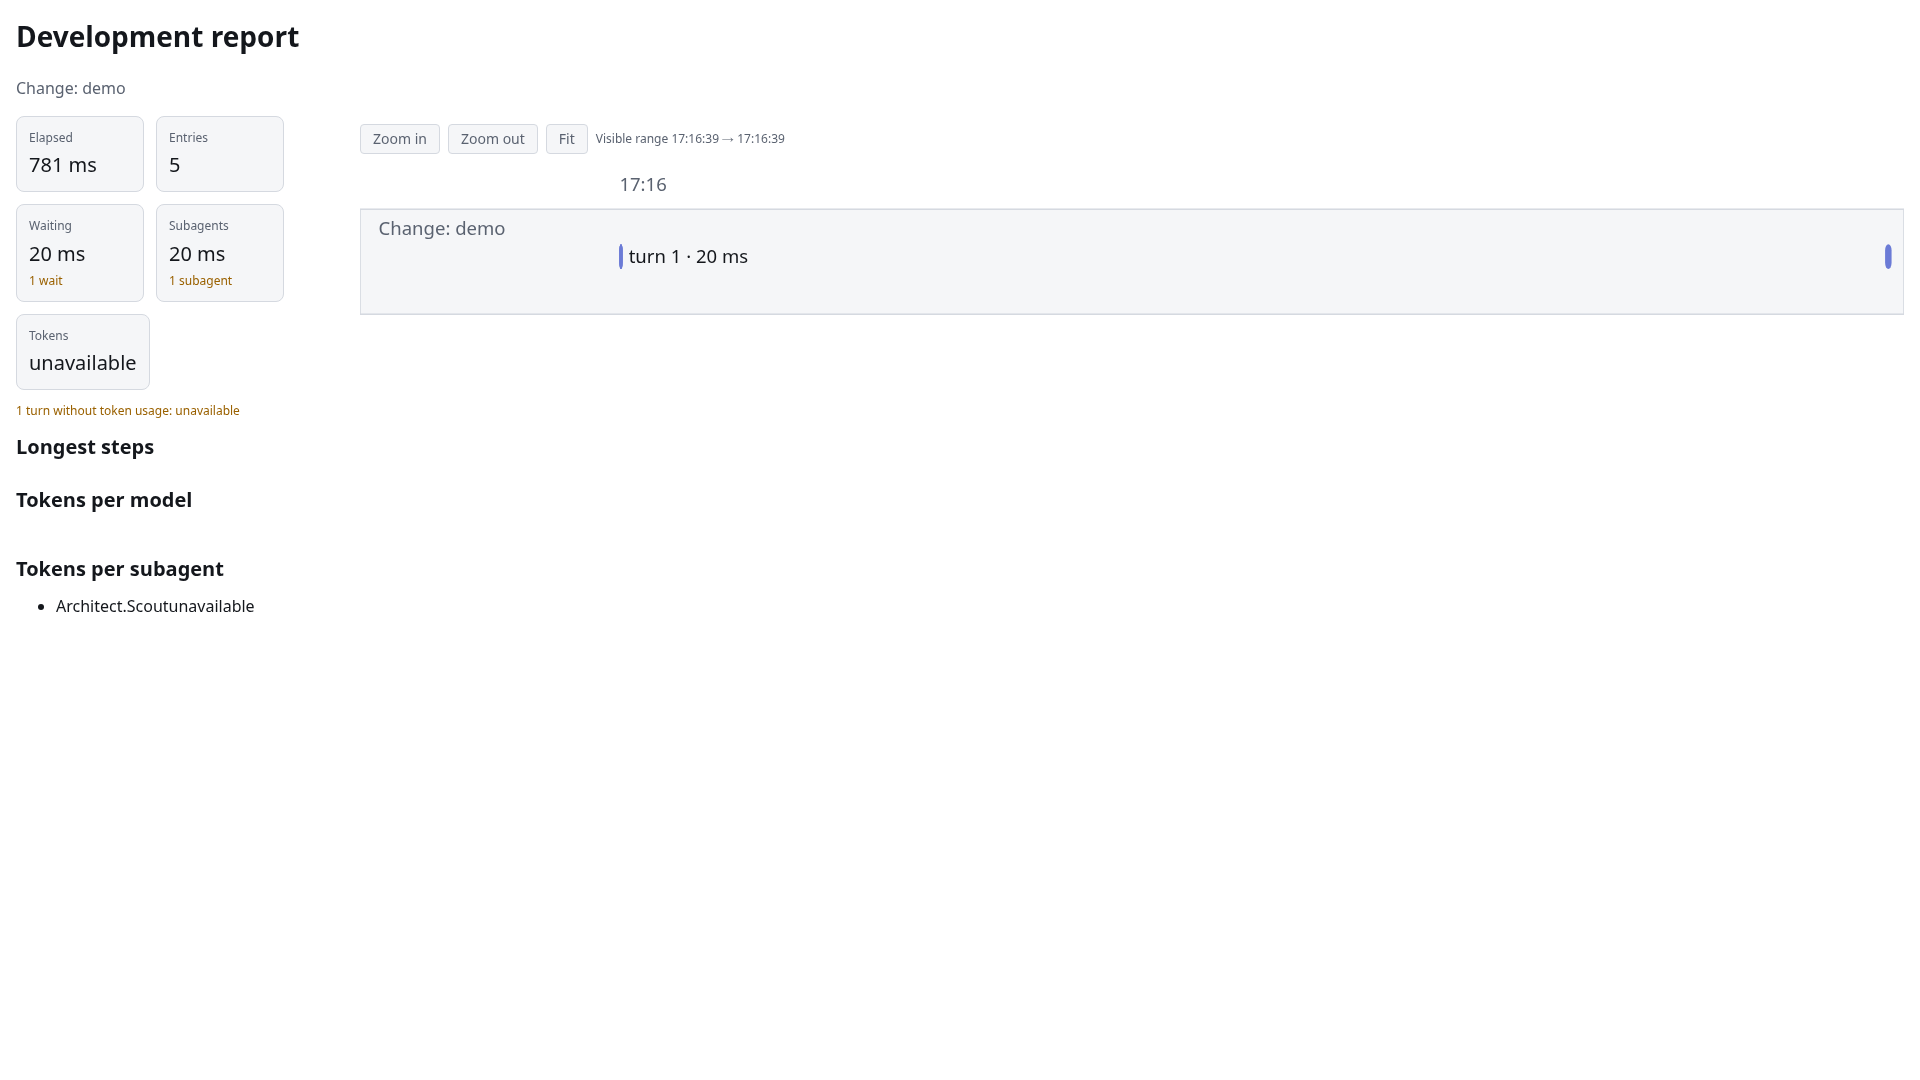 Development report
Change: demo
Elapsed
781 ms
Entries
5
Waiting
20 ms
1 wait
Subagents
20 ms
1 subagent
Tokens
unavailable
1 turn without token usage: unavailable
Longest steps
Tokens per model
Tokens per subagent
Architect.Scoutunavailable
Zoom in
Zoom out
Fit
Visible range 17:16:39 → 17:16:39
17:16
Change: demo
turn 1 · 20 ms